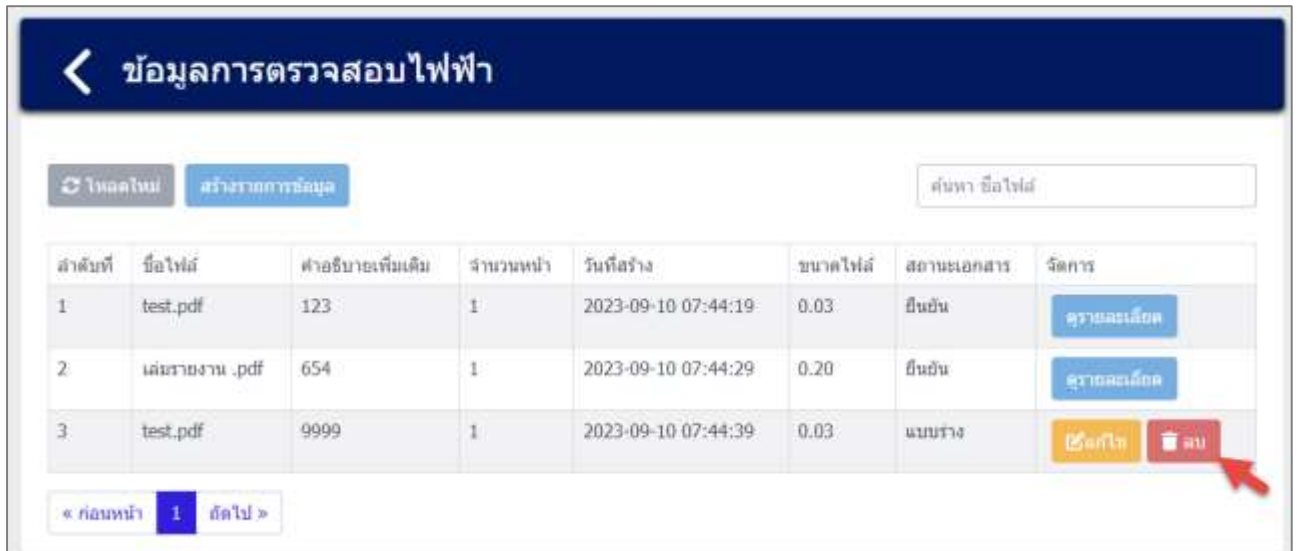 ข้อมูลการตรวจสอบไฟฟ้า
โหลดใหม่ สร้างรายการข้อมูล ค้นหา ชื่อไฟล์
ลำดับที่ ชื่อไฟล์ คำอธิบายเพิ่มเติม จำนวนหน้า วันที่สร้าง ขนาดไฟล์ สถานะเอกสาร จัดการ
1 test.pdf 123 1 2023-09-10 07:44:19 0.03 ยืนยัน ดูรายละเอียด
2 เล่มรายงาน .pdf 654 1 2023-09-10 07:44:29 0.20 ยืนยัน ดูรายละเอียด
3 test.pdf 9999 1 2023-09-10 07:44:39 0.03 แบบร่าง แก้ไข ลบ
« ก่อนหน้า 1 ถัดไป »